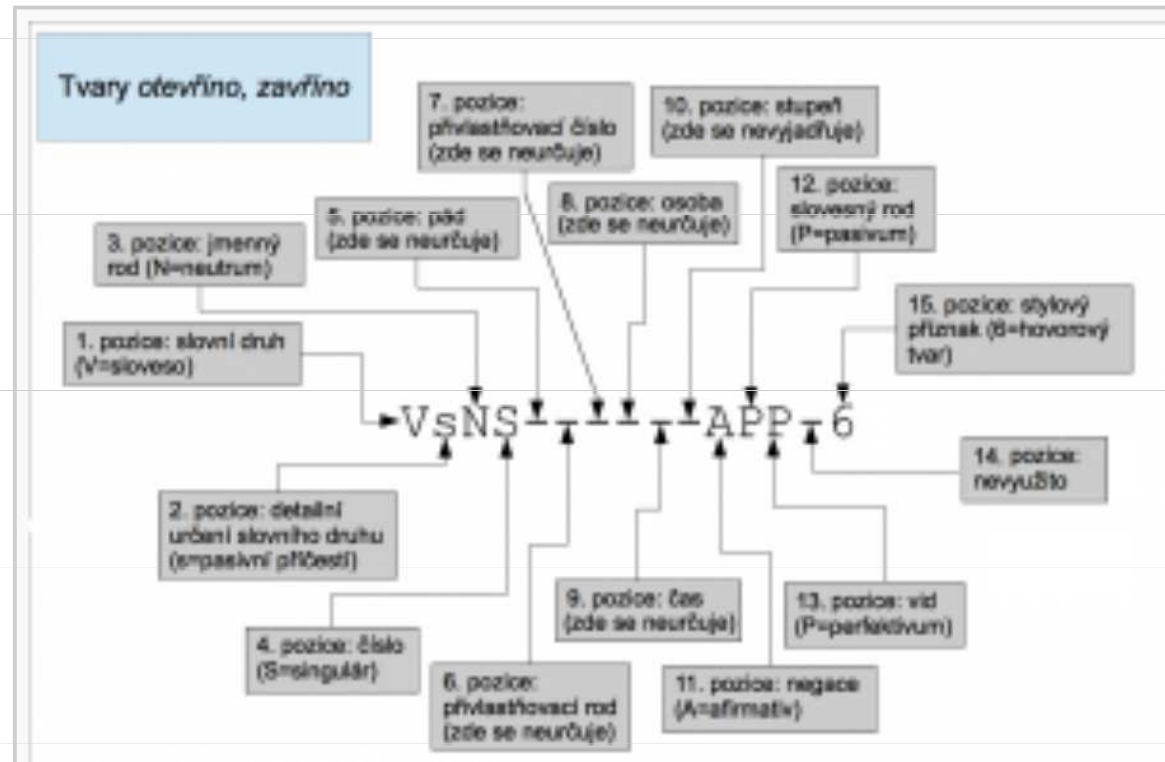 Tvary otevříno, zavříno
7. pozice:
přivlastňovací číslo
(zde se neurčuje)
10. pozice: stupeň
(zde se nevyjadřuje)
12. pozice:
slovesný rod
(P=pasivum)
8. pozice: osoba
(zde se neurčuje)
5. pozice: pád
(zde se neurčuje)
3. pozice: jmenný
rod (N=neutrum)
15. pozice: stylový
příznak (6=hovorový
tvar)
1. pozice: slovní druh
(V=sloveso)
VsNS------APP-6
14. pozice:
nevyužito
2. pozice: detailní
určení slovního druhu
(s=pasivní příčestí)
9. pozice: čas
(zde se neurčuje)
13. pozice: vid
(P=perfektivum)
4. pozice: číslo
(S=singulár)
6. pozice:
přivlastňovací rod
(zde se neurčuje)
11. pozice: negace
(A=afirmativ)